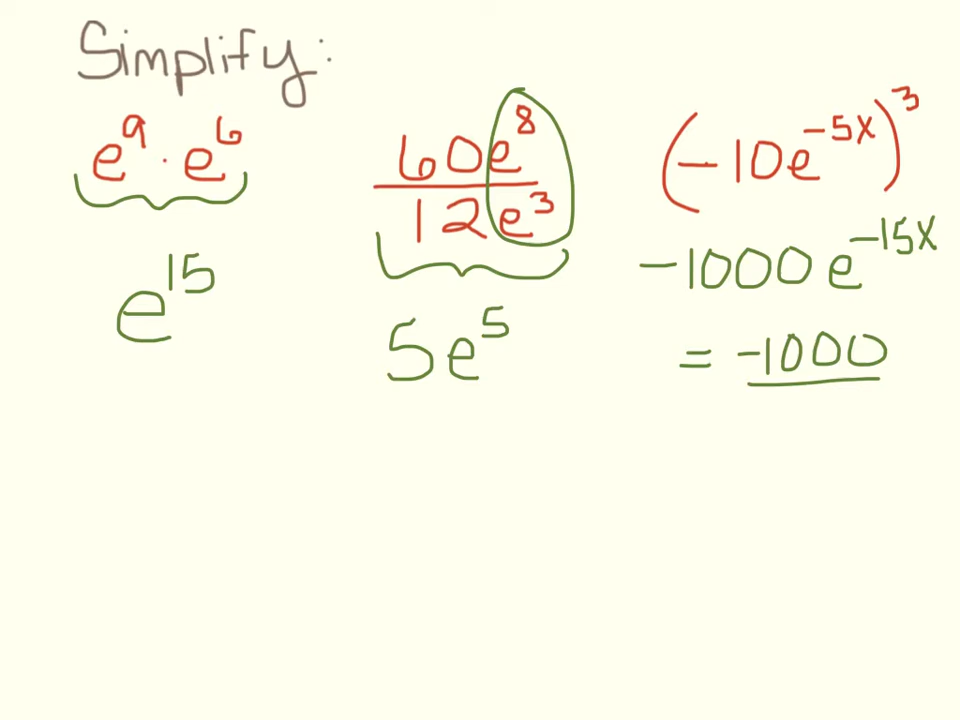 Simplify:
e⁹ · e⁶
e¹⁵
60e⁸
12e³
5e⁵
(-10e⁻⁵ˣ)³
-1000e⁻¹⁵ˣ
= -1000